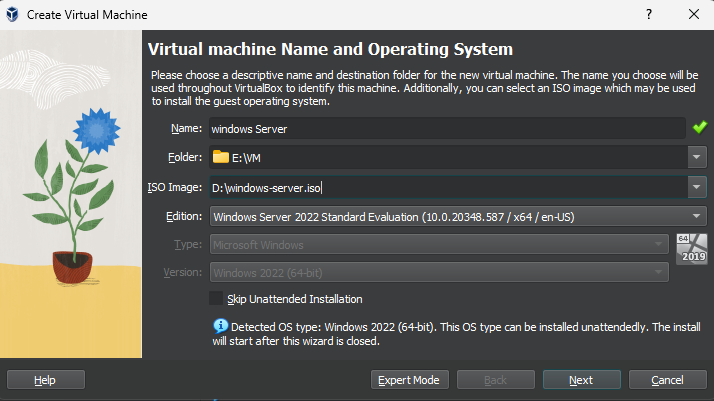 Create Virtual Machine
?
Virtual machine Name and Operating System
Please choose a descriptive name and destination folder for the new virtual machine. The name you choose will be
used throughout VirtualBox to identify this machine. Additionally, you can select an ISO image which may be used
to install the guest operating system.
Name: windows Server
Folder: E:\VM
ISO Image: D:\windows-server.iso
Edition: Windows Server 2022 Standard Evaluation (10.0.20348.587 / x64 / en-US)
Type: Microsoft Windows
64
Version: Windows 2022 (64-bit)
2019
Skip Unattended Installation
Detected OS type: Windows 2022 (64-bit). This OS type can be installed unattendedly. The install
will start after this wizard is closed.
Help Expert Mode Back Next Cancel